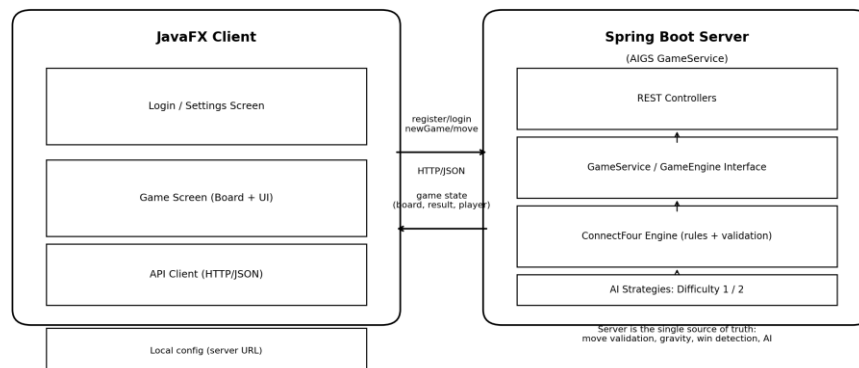 JavaFX Client
Login / Settings Screen
Game Screen (Board + UI)
API Client (HTTP/JSON)
Local config (server URL)
register/login
newGame/move
HTTP/JSON
game state
(board, result, player)
Spring Boot Server
(AIGS GameService)
REST Controllers
GameService / GameEngine Interface
ConnectFour Engine (rules + validation)
AI Strategies: Difficulty 1 / 2
Server is the single source of truth:
move validation, gravity, win detection, AI